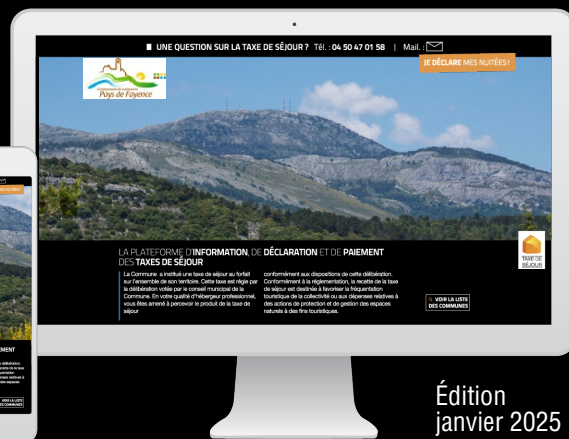 UNE QUESTION SUR LA TAXE DE SÉJOUR ? Tél. : 04 50 47 01 58 | Mail. :
JE DÉCLARE MES NUITÉES !
Pays de Fayence
LA PLATEFORME D'INFORMATION, DE DÉCLARATION ET DE PAIEMENT
DES TAXES DE SÉJOUR
La Commune a institué une taxe de séjour au forfait
sur l'ensemble de son territoire. Cette taxe est régie par
la délibération votée par le conseil municipal de la
Commune. En votre qualité d'hébergeur professionnel,
vous êtes amené à percevoir le produit de la taxe de
séjour
conformément aux dispositions de cette délibération.
Conformément à la réglementation, la recette de la taxe
de séjour est destinée à favoriser la fréquentation
touristique de la collectivité ou aux dépenses relatives à
des actions de protection et de gestion des espaces
naturels à des fins touristiques.
TAXE DE
SÉJOUR
VOIR LA LISTE
DES COMMUNES
VOIR LA LISTE
DES COMMUNES
Édition
janvier 2025